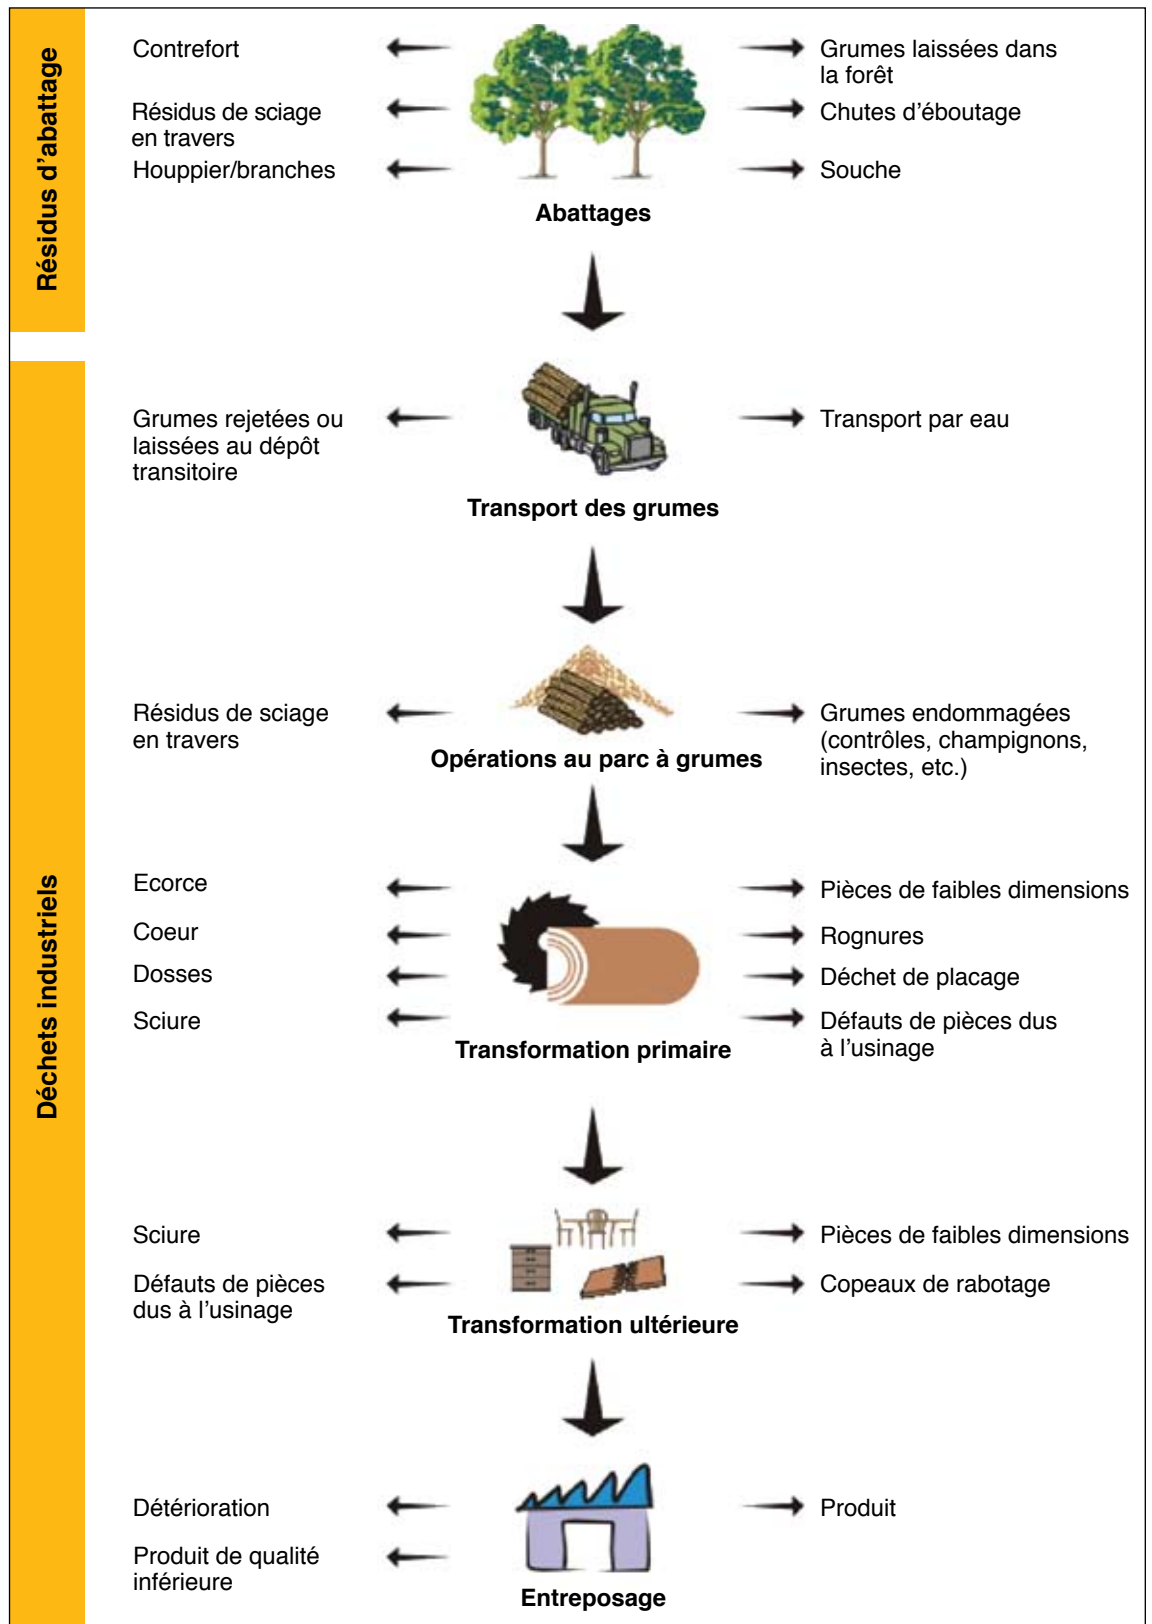 Résidus d'abattage
Contrefort
Grumes laissées dans
la forêt
Résidus de sciage
en travers
Chutes d'éboutage
Houppier/branches
Souche
Abattages
Déchets industriels
Grumes rejetées ou
laissées au dépôt
transitoire
Transport par eau
Transport des grumes
Résidus de sciage
en travers
Grumes endommagées
(contrôles, champignons,
insectes, etc.)
Opérations au parc à grumes
Ecorce
Pièces de faibles dimensions
Coeur
Rognures
Dosses
Déchet de placage
Sciure
Défauts de pièces dus
à l'usinage
Transformation primaire
Sciure
Pièces de faibles dimensions
Défauts de pièces
dus à l'usinage
Copeaux de rabotage
Transformation ultérieure
Détérioration
Produit
Produit de qualité
inférieure
Entreposage